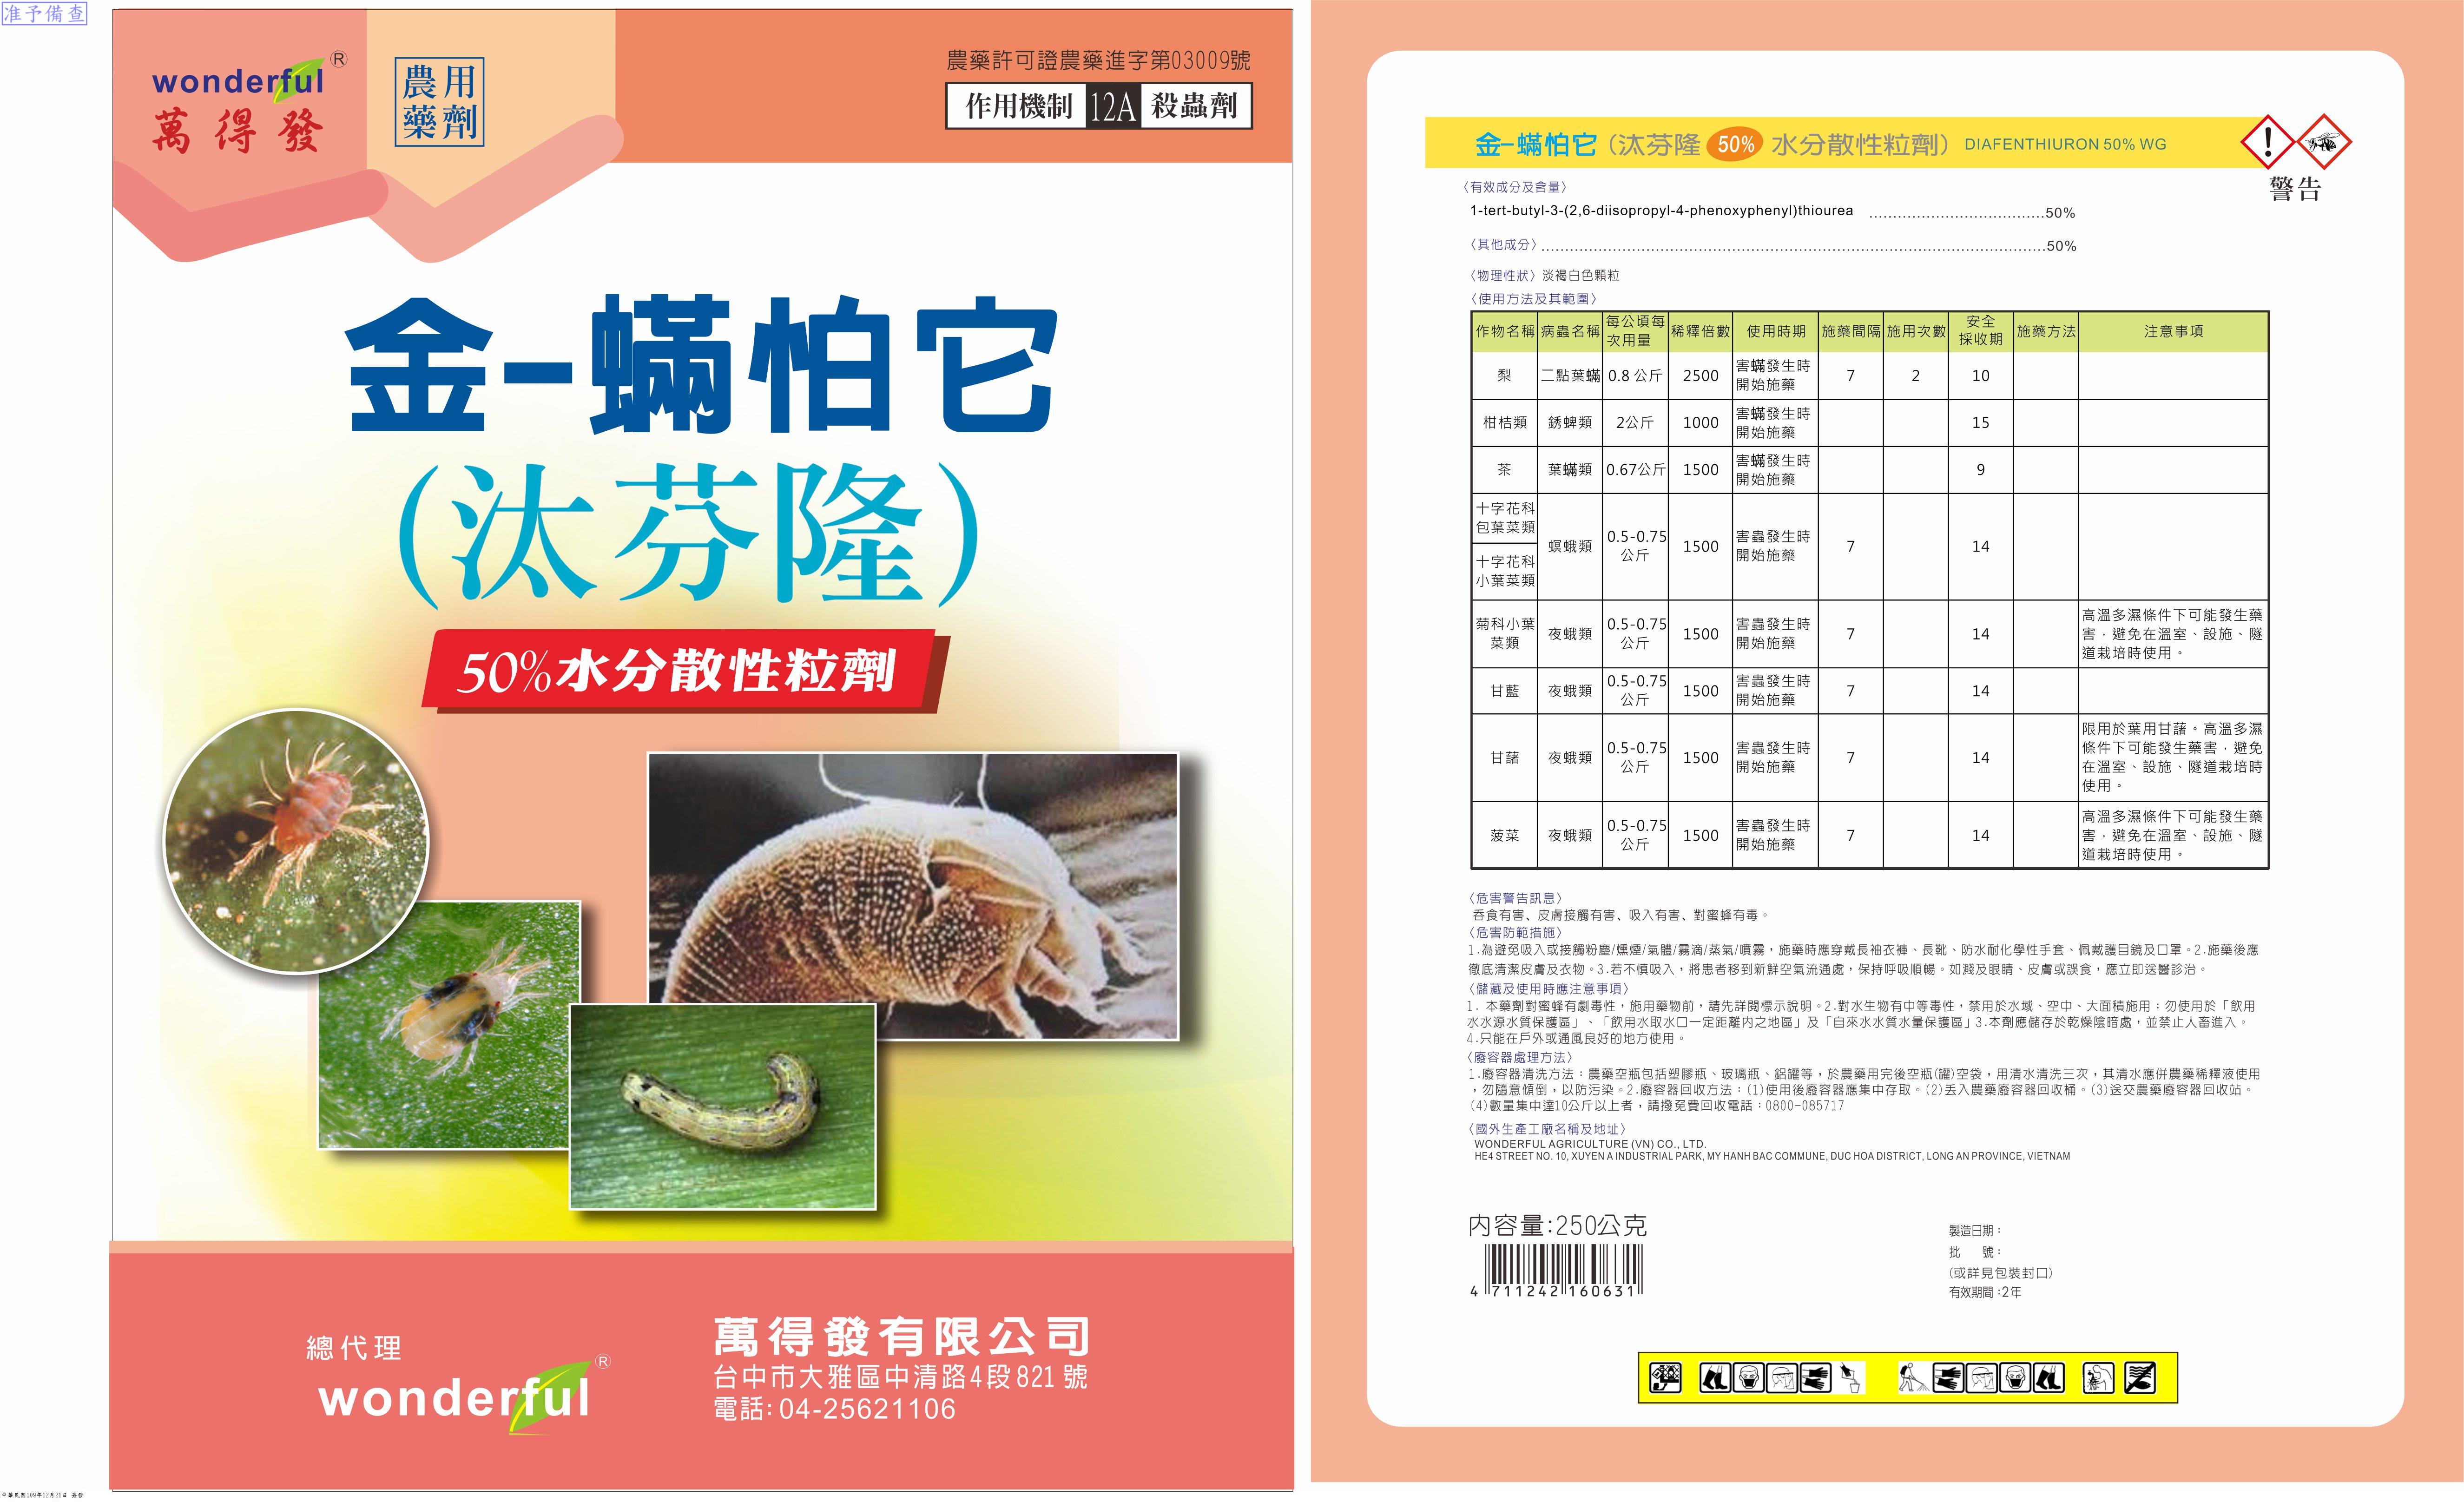 准予備查
wonderful®
萬得發
農用
藥劑
農藥許可證農藥進字第03009號
作用機制 12A 殺蟲劑
金-蟎怕它
(汰芬隆)
50%水分散性粒劑
總代理
wonderful®
萬得發有限公司
台中市大雅區中清路4段821號
電話:04-25621106
中華民國109年12月21日 簽發
金-蟎怕它(汰芬隆 50% 水分散性粒劑) DIAFENTHIURON 50% WG
警告
〈有效成分及含量〉
1-tert-butyl-3-(2,6-diisopropyl-4-phenoxyphenyl)thiourea ....................................50%
〈其他成分〉....................................50%
〈物理性狀〉淡褐白色顆粒
〈使用方法及其範圍〉
作物名稱 病蟲名稱 每公頃每次用量 稀釋倍數 使用時期 施藥間隔 施用次數 安全採收期 施藥方法 注意事項
梨 二點葉蟎 0.8公斤 2500 害蟎發生時開始施藥 7 2 10
柑桔類 銹蜱類 2公斤 1000 害蟎發生時開始施藥 15
茶 葉蟎類 0.67公斤 1500 害蟎發生時開始施藥 9
十字花科包葉菜類
十字花科小葉菜類
螟蛾類 0.5-0.75公斤 1500 害蟲發生時開始施藥 7 14
菊科小葉菜類 夜蛾類 0.5-0.75公斤 1500 害蟲發生時開始施藥 7 14 高溫多濕條件下可能發生藥害，避免在溫室、設施、隧道栽培時使用。
甘藍 夜蛾類 0.5-0.75公斤 1500 害蟲發生時開始施藥 7 14
甘藷 夜蛾類 0.5-0.75公斤 1500 害蟲發生時開始施藥 7 14 限用於葉用甘藷。高溫多濕條件下可能發生藥害，避免在溫室、設施、隧道栽培時使用。
菠菜 夜蛾類 0.5-0.75公斤 1500 害蟲發生時開始施藥 7 14 高溫多濕條件下可能發生藥害，避免在溫室、設施、隧道栽培時使用。
〈危害警告訊息〉
吞食有害、皮膚接觸有害、吸入有害、對蜜蜂有毒。
〈危害防範措施〉
1.為避免吸入或接觸粉塵/燻煙/氣體/霧滴/蒸氣/噴霧，施藥時應穿戴長袖衣褲、長靴、防水耐化學性手套、佩戴護目鏡及口罩。2.施藥後應
徹底清潔皮膚及衣物。3.若不慎吸入，將患者移到新鮮空氣流通處，保持呼吸順暢。如濺及眼睛、皮膚或誤食，應立即送醫診治。
〈儲藏及使用時應注意事項〉
1. 本藥劑對蜜蜂有劇毒性，施用藥物前，請先詳閱標示說明。2.對水生物有中等毒性，禁用於水域、空中、大面積施用；勿使用於「飲用
水水源水質保護區」、「飲用水取水口一定距離內之地區」及「自來水水質水量保護區」3.本劑應儲存於乾燥陰暗處，並禁止人畜進入。
4.只能在戶外或通風良好的地方使用。
〈廢容器處理方法〉
1.廢容器清洗方法：農藥空瓶包括塑膠瓶、玻璃瓶、鋁罐等，於農藥用完後空瓶(罐)空袋，用清水清洗三次，其清水應併農藥稀釋液使用
，勿隨意傾倒，以防污染。2.廢容器回收方法：(1)使用後廢容器應集中存取。(2)丟入農藥廢容器回收桶。(3)送交農藥廢容器回收站。
(4)數量集中達10公斤以上者，請撥免費回收電話：0800-085717
〈國外生產工廠名稱及地址〉
WONDERFUL AGRICULTURE (VN) CO., LTD.
HE4 STREET NO. 10, XUYEN A INDUSTRIAL PARK, MY HANH BAC COMMUNE, DUC HOA DISTRICT, LONG AN PROVINCE, VIETNAM
內容量:250公克
4 711242 160631
製造日期：
批 號：
(或詳見包裝封口)
有效期間：2年